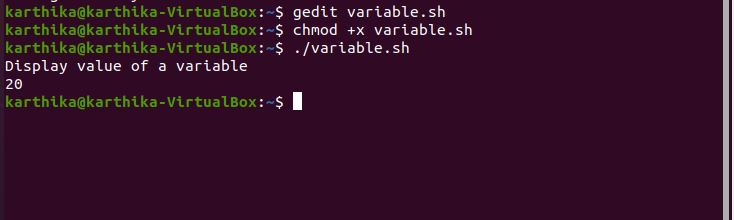 karthika@karthika-VirtualBox:~$ gedit variable.sh
karthika@karthika-VirtualBox:~$ chmod +x variable.sh
karthika@karthika-VirtualBox:~$ ./variable.sh
Display value of a variable
20
karthika@karthika-VirtualBox:~$